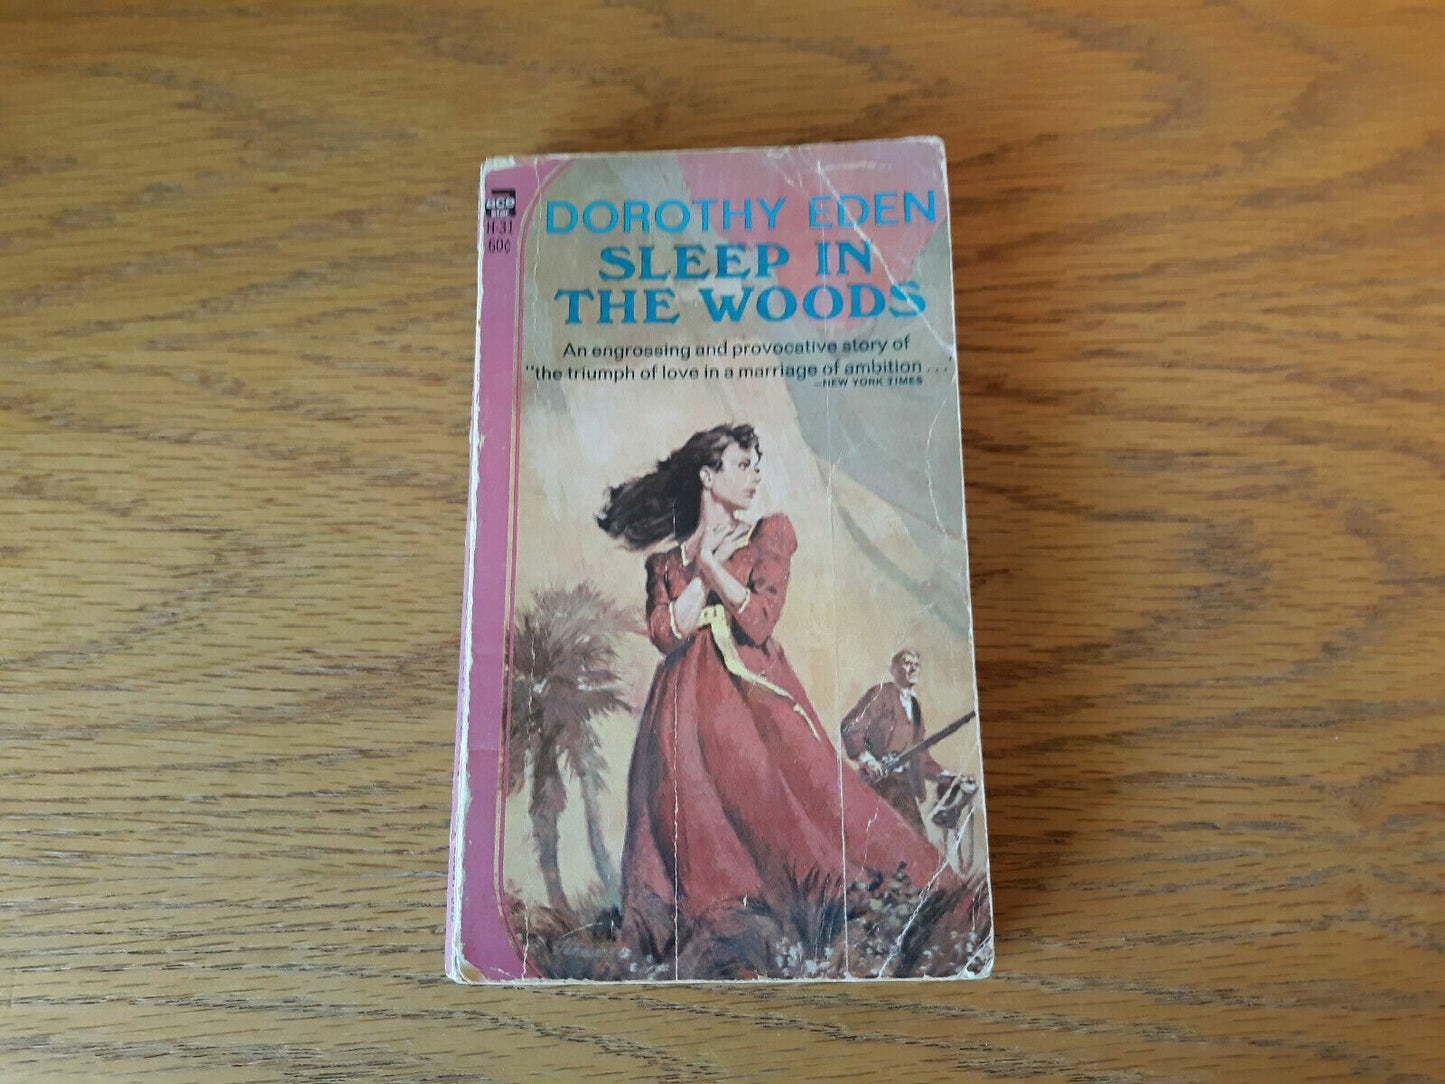 ace
star
H-31
60¢
DOROTHY EDEN
SLEEP IN
THE WOODS
An engrossing and provocative story of
"the triumph of love in a marriage of ambition . . ."
—NEW YORK TIMES